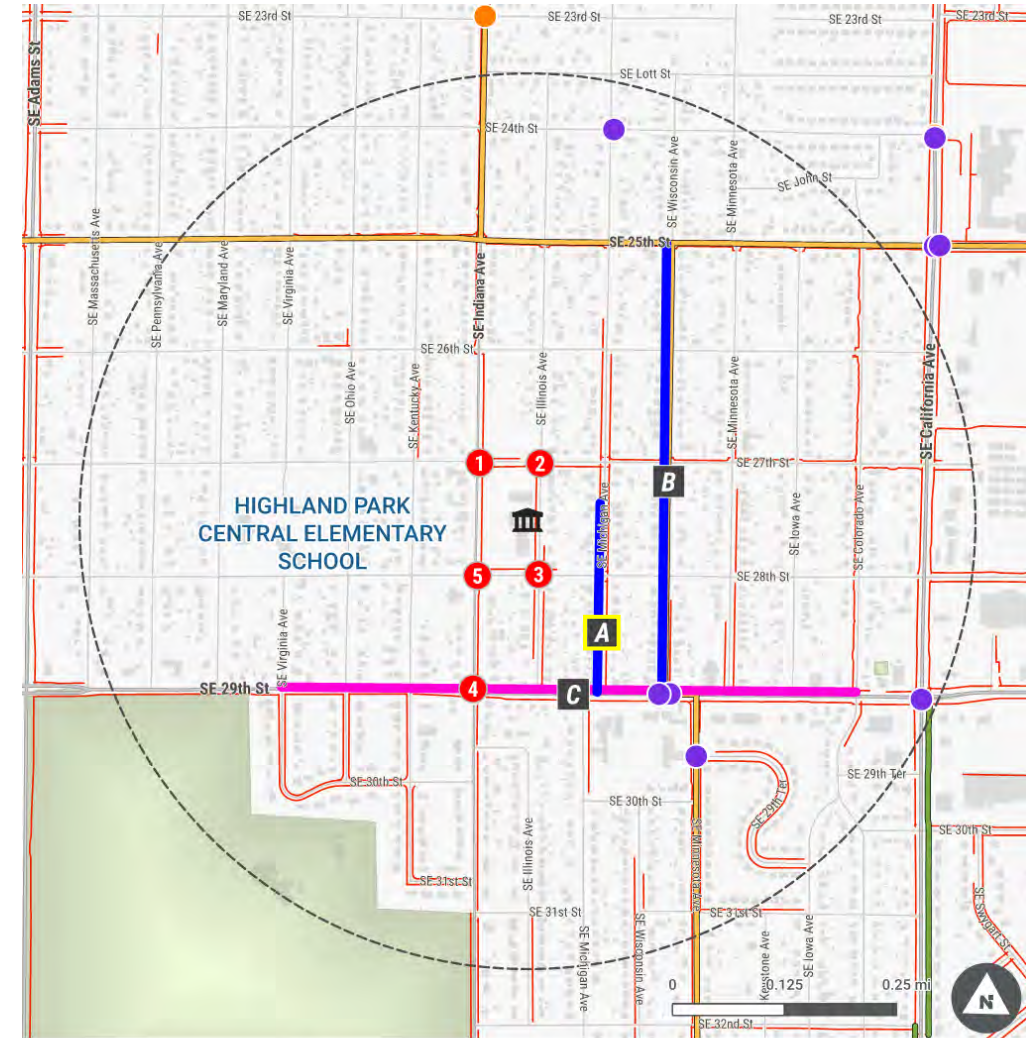 SE 23rd St
SE 23rd St
SE 23rd St
SE 23rd St
SE Adams St
SE Lott St
SE 24th St
SE Wisconsin Ave
SE Minnesota Ave
SE John St
SE Massachusetts Ave
SE Pennsylvania Ave
SE Maryland Ave
SE Virginia Ave
SE Indiana Ave
SE 25th St
SE 26th St
SE Ohio Ave
SE Kentucky Ave
SE Illinois Ave
SE Minnesota Ave
SE California Ave
1
2
SE 27th St
B
HIGHLAND PARK
CENTRAL ELEMENTARY
SCHOOL
SE Michigan Ave
SE Iowa Ave
SE Colorado Ave
5
3
SE 28th St
SE Virginia Ave
A
SE 29th St
4
C
SE 30th St
SE 30th St
SE 29th Ter
SE 29th Ter
SE 30th St
SE Illinois Ave
SE Minnesota Ave
SE 31st St
SE 31st St
SE 31st St
SE Swygart St
SE Michigan Ave
SE Wisconsin Ave
Keystone Ave
SE Iowa Ave
0
0.125
0.25 mi
N
SE 32nd St